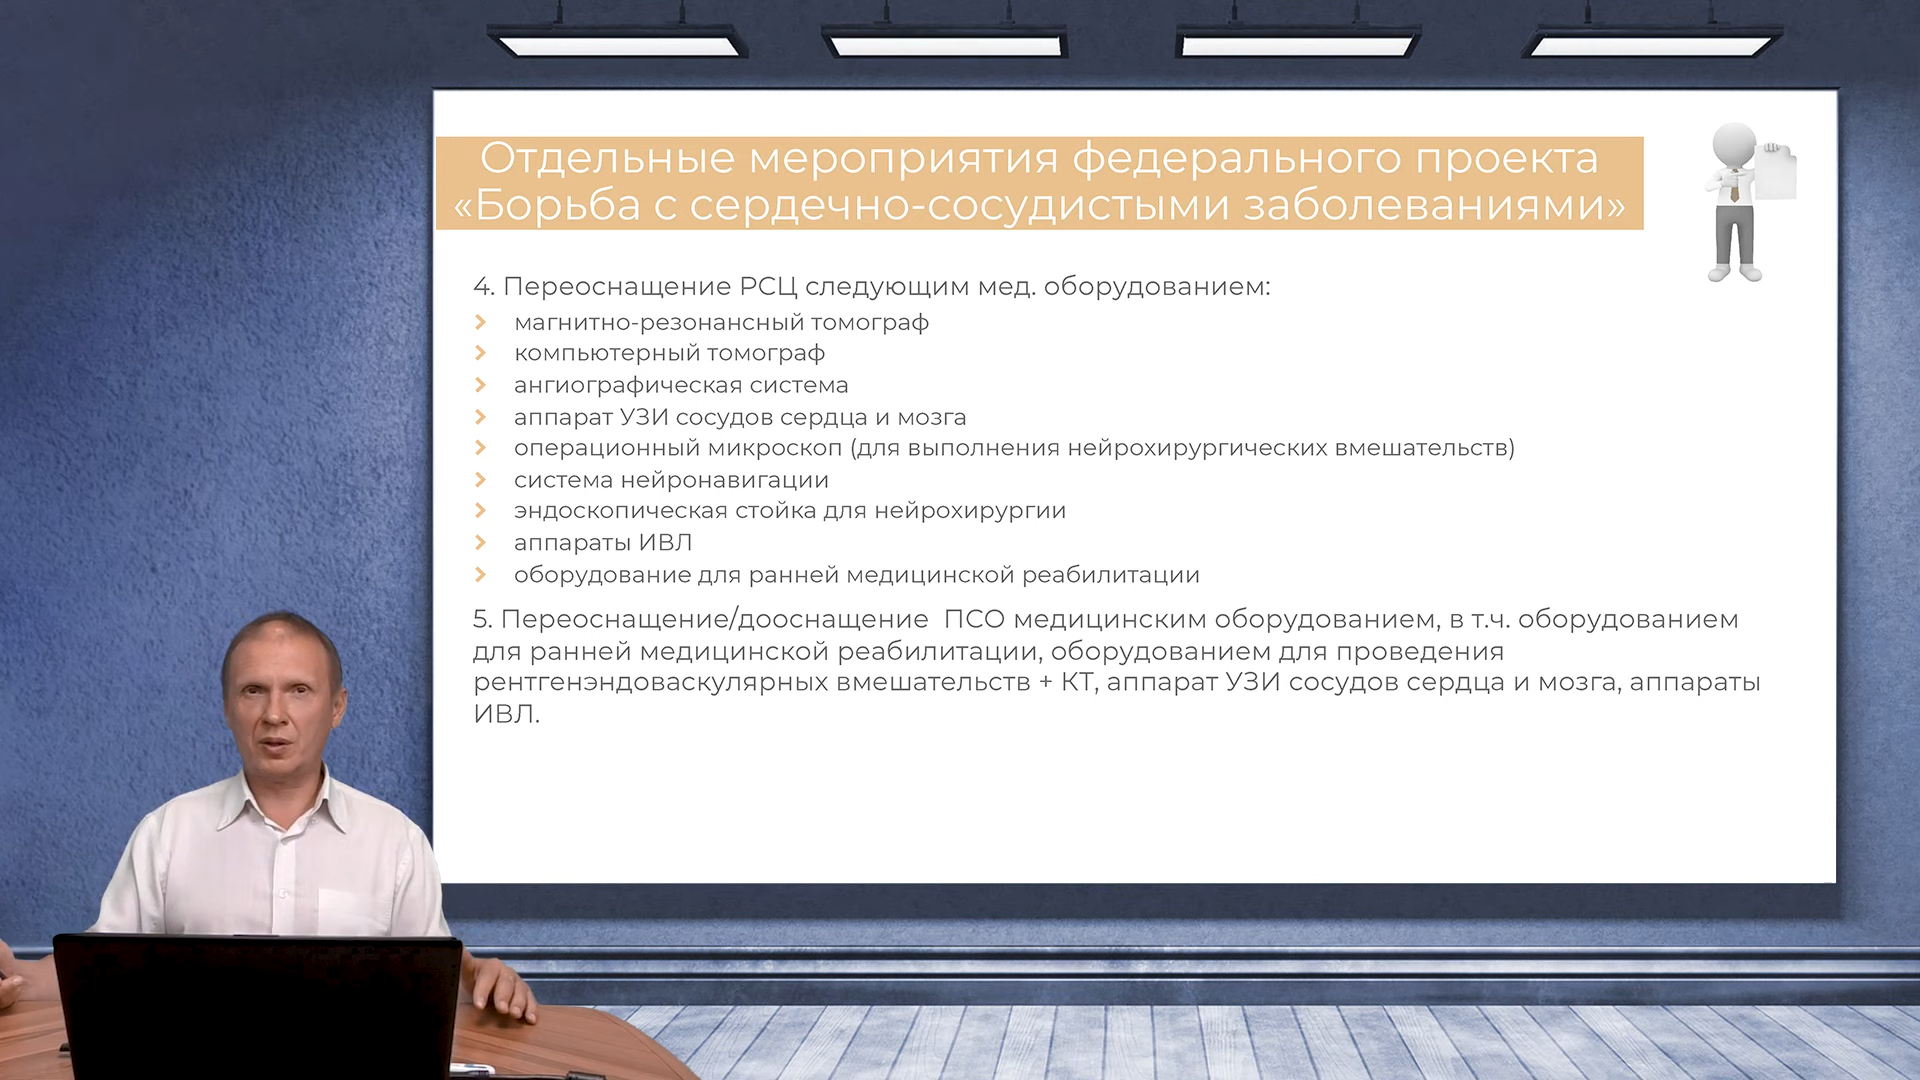 Отдельные мероприятия федерального проекта
«Борьба с сердечно-сосудистыми заболеваниями»
4. Переоснащение РСЦ следующим мед. оборудованием:
магнитно-резонансный томограф
компьютерный томограф
ангиографическая система
аппарат УЗИ сосудов сердца и мозга
операционный микроскоп (для выполнения нейрохирургических вмешательств)
система нейронавигации
эндоскопическая стойка для нейрохирургии
аппараты ИВЛ
оборудование для ранней медицинской реабилитации
5. Переоснащение/дооснащение ПСО медицинским оборудованием, в т.ч. оборудованием
для ранней медицинской реабилитации, оборудованием для проведения
рентгенэндоваскулярных вмешательств + КТ, аппарат УЗИ сосудов сердца и мозга, аппараты
ИВЛ.